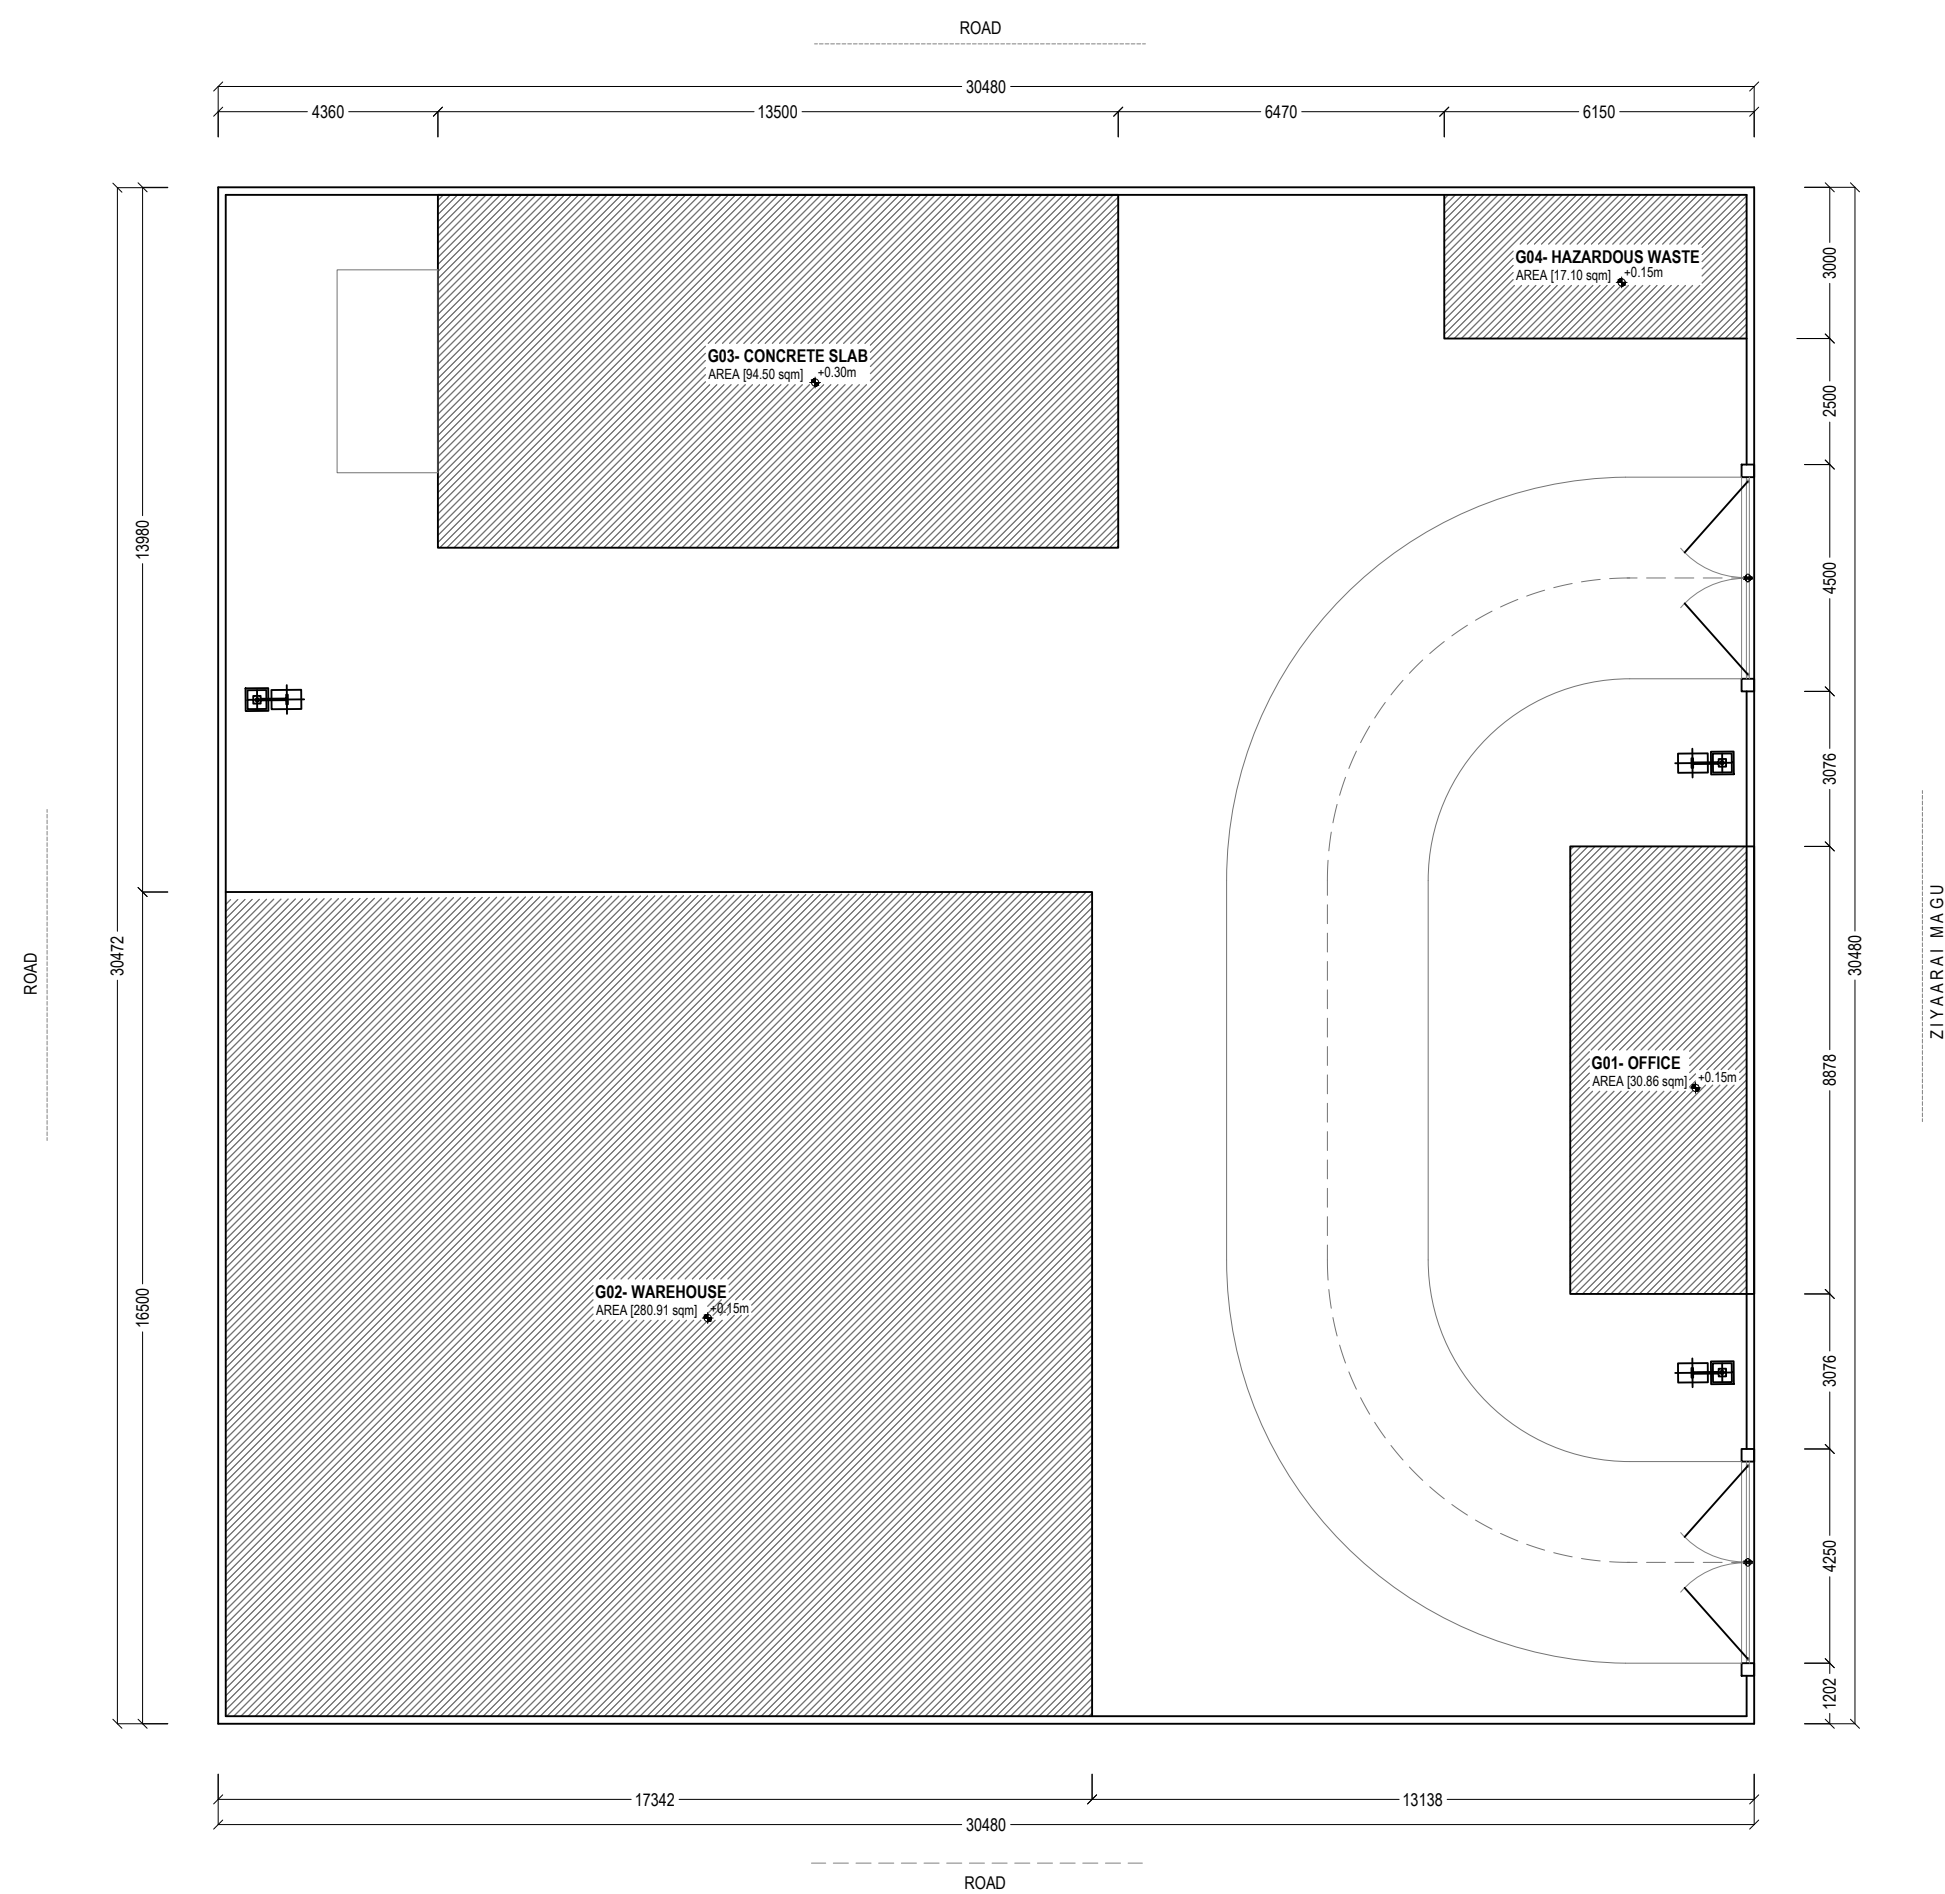 ROAD
30480
4360
13500
6470
6150
G04- HAZARDOUS WASTE
AREA [17.10 sqm] +0.15m
3000
G03- CONCRETE SLAB
AREA [94.50 sqm] +0.30m
2500
13980
4500
3076
ROAD
30472
30480
ZIYAARAI MAGU
G01- OFFICE
AREA [30.86 sqm] +0.15m
8878
G02- WAREHOUSE
AREA [280.91 sqm] +0.15m
16500
3076
4250
1202
17342
13138
30480
ROAD